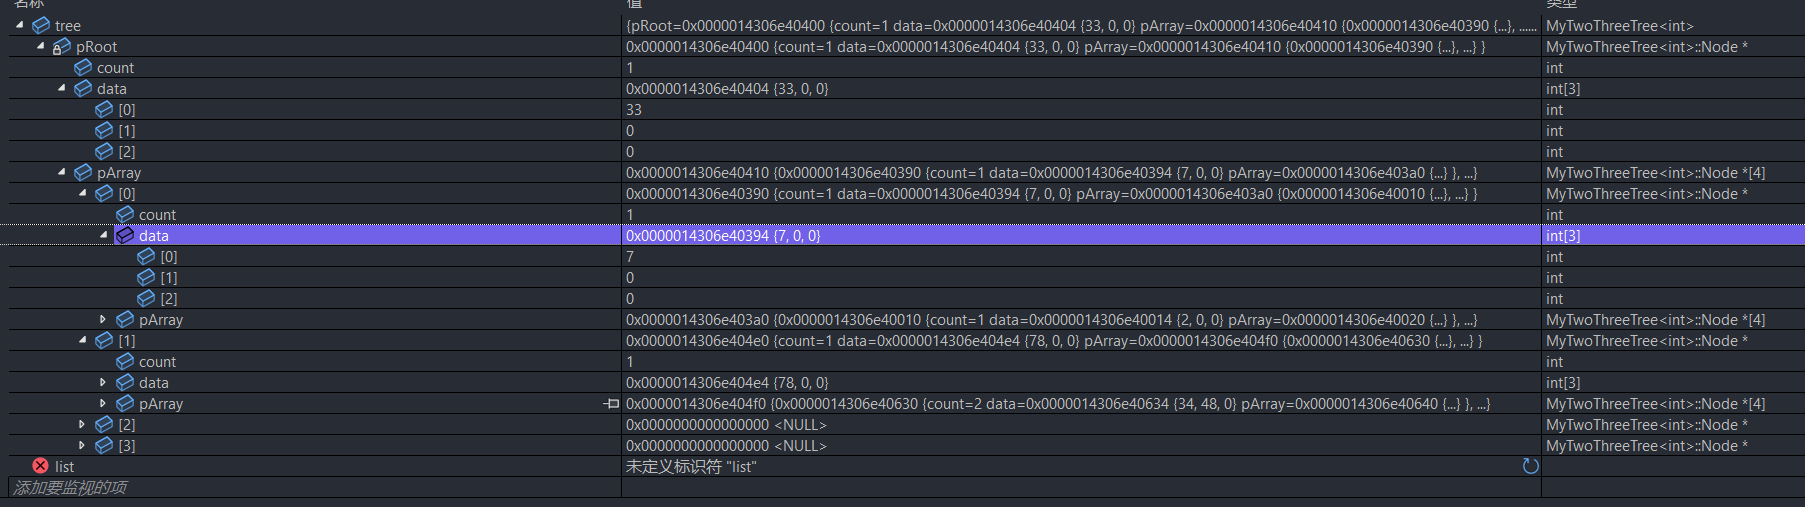 名称 值 类型
tree {pRoot=0x0000014306e40400 {count=1 data=0x0000014306e40404 {33, 0, 0} pArray=0x0000014306e40410 {0x0000014306e40390 {...}, ...... MyTwoThreeTree<int>
pRoot 0x0000014306e40400 {count=1 data=0x0000014306e40404 {33, 0, 0} pArray=0x0000014306e40410 {0x0000014306e40390 {...}, ...} } MyTwoThreeTree<int>::Node *
count 1 int
data 0x0000014306e40404 {33, 0, 0} int[3]
[0] 33 int
[1] 0 int
[2] 0 int
pArray 0x0000014306e40410 {0x0000014306e40390 {count=1 data=0x0000014306e40394 {7, 0, 0} pArray=0x0000014306e403a0 {...} }, ...} MyTwoThreeTree<int>::Node *[4]
[0] 0x0000014306e40390 {count=1 data=0x0000014306e40394 {7, 0, 0} pArray=0x0000014306e403a0 {0x0000014306e40010 {...}, ...} } MyTwoThreeTree<int>::Node *
count 1 int
data 0x0000014306e40394 {7, 0, 0} int[3]
[0] 7 int
[1] 0 int
[2] 0 int
pArray 0x0000014306e403a0 {0x0000014306e40010 {count=1 data=0x0000014306e40014 {2, 0, 0} pArray=0x0000014306e40020 {...} }, ...} MyTwoThreeTree<int>::Node *[4]
[1] 0x0000014306e404e0 {count=1 data=0x0000014306e404e4 {78, 0, 0} pArray=0x0000014306e404f0 {0x0000014306e40630 {...}, ...} } MyTwoThreeTree<int>::Node *
count 1 int
data 0x0000014306e404e4 {78, 0, 0} int[3]
pArray 0x0000014306e404f0 {0x0000014306e40630 {count=2 data=0x0000014306e40634 {34, 48, 0} pArray=0x0000014306e40640 {...} }, ...} MyTwoThreeTree<int>::Node *[4]
[2] 0x0000000000000000 <NULL> MyTwoThreeTree<int>::Node *
[3] 0x0000000000000000 <NULL> MyTwoThreeTree<int>::Node *
list 未定义标识符 "list"
添加要监视的项